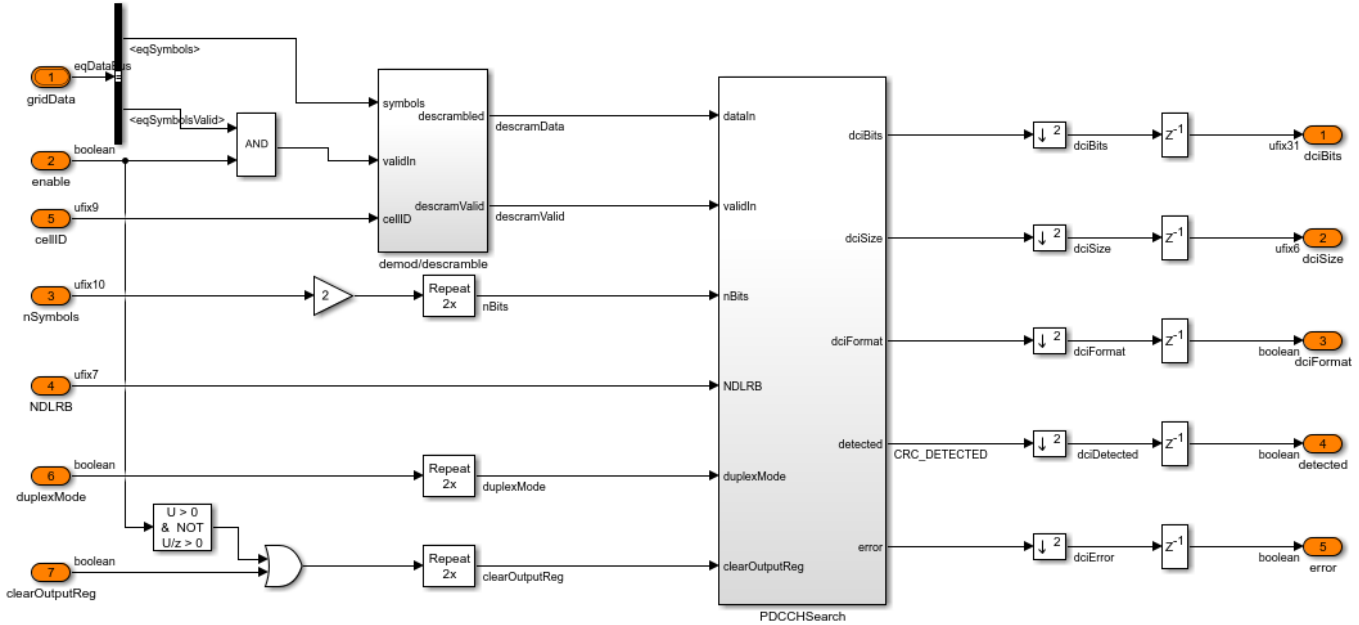 1
eqDataBus
gridData
<eqSymbols>
<eqSymbolsValid>
2
boolean
enable
AND
5
ufix9
cellID
symbols
descrambled
validIn
descramValid
cellID
demod/descramble
descramData
descramValid
3
ufix10
nSymbols
2
Repeat
2x
nBits
4
ufix7
NDLRB
6
boolean
duplexMode
Repeat
2x
duplexMode
U > 0
& NOT
U/z > 0
7
boolean
clearOutputReg
Repeat
2x
clearOutputReg
dataIn
validIn
nBits
NDLRB
duplexMode
clearOutputReg
dciBits
dciSize
dciFormat
detected
error
PDCCHSearch
CRC_DETECTED
↓ 2
dciBits
z-1
ufix31
1
dciBits
↓ 2
dciSize
z-1
ufix6
2
dciSize
↓ 2
dciFormat
z-1
boolean
3
dciFormat
↓ 2
dciDetected
z-1
boolean
4
detected
↓ 2
dciError
z-1
boolean
5
error